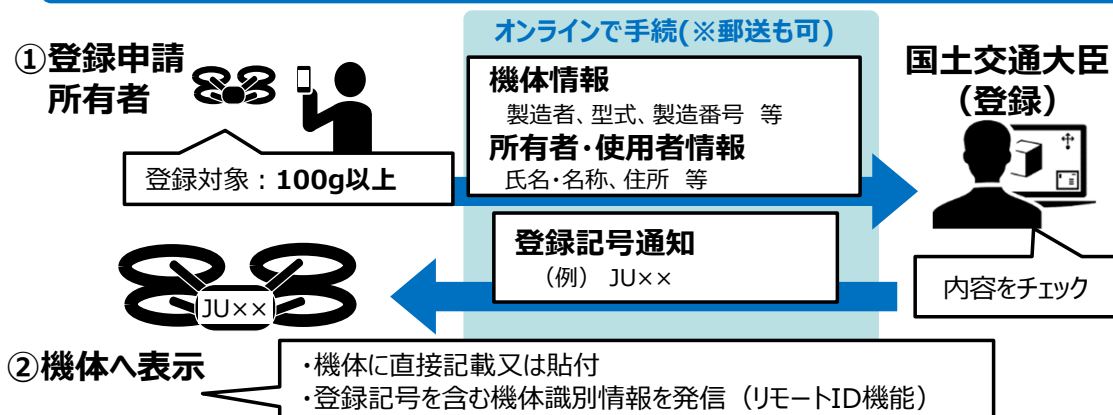 オンラインで手続(※郵送も可)
①登録申請
所有者
登録対象：100g以上
機体情報
製造者、型式、製造番号 等
所有者・使用者情報
氏名・名称、住所 等
国土交通大臣
（登録）
内容をチェック
登録記号通知
（例） JU××
JU××
②機体へ表示
・機体に直接記載又は貼付
・登録記号を含む機体識別情報を発信（リモートID機能）